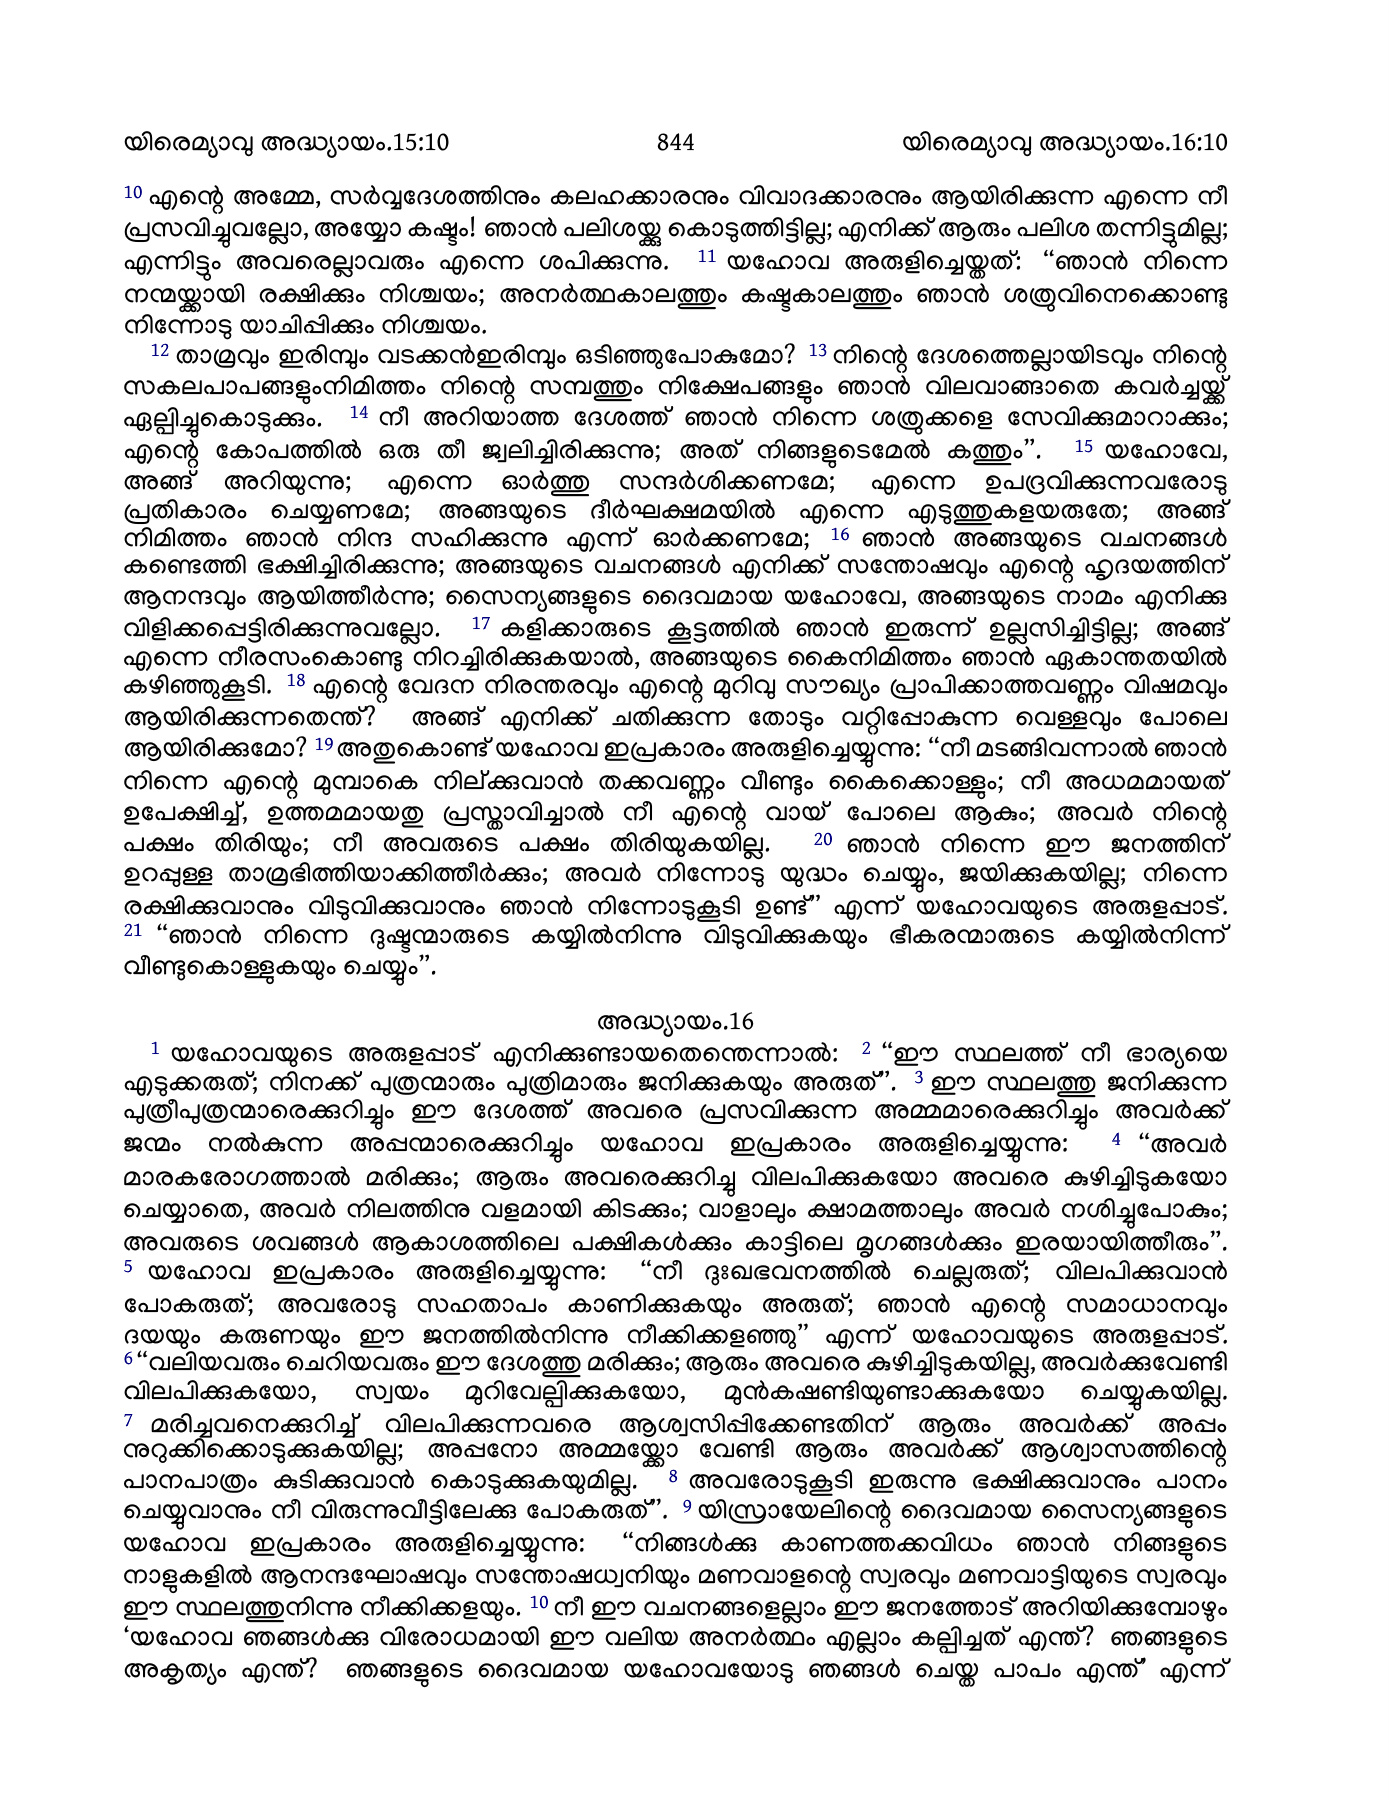 യിരെമ്യാവു അദ്ധ്യായം.15:10 844 യിരെമ്യാവു അദ്ധ്യായം.16:10
10 എന്റെ അമ്മേ, സർവ്വദേശത്തിനും കലഹക്കാരനും വിവാദക്കാരനും ആയിരിക്കുന്ന എന്നെ നീ
പ്രസവിച്ചുവല്ലോ, അയ്യോ കഷ്ടം! ഞാൻ പലിശയ്ക്കു കൊടുത്തിട്ടില്ല; എനിക്ക് ആരും പലിശ തന്നിട്ടുമില്ല;
എന്നിട്ടും അവരെല്ലാവരും എന്നെ ശപിക്കുന്നു. 11 യഹോവ അരുളിച്ചെയ്തത്: “ഞാൻ നിന്നെ
നന്മയ്ക്കായി രക്ഷിക്കും നിശ്ചയം; അനർത്ഥകാലത്തും കഷ്ടകാലത്തും ഞാൻ ശത്രുവിനെക്കൊണ്ടു
നിന്നോടു യാചിപ്പിക്കും നിശ്ചയം.
12 താമ്രവും ഇരിമ്പും വടക്കൻഇരിമ്പും ഒടിഞ്ഞുപോകുമോ? 13 നിന്റെ ദേശത്തെല്ലായിടവും നിന്റെ
സകലപാപങ്ങളുംനിമിത്തം നിന്റെ സമ്പത്തും നിക്ഷേപങ്ങളും ഞാൻ വിലവാങ്ങാതെ കവർച്ചയ്ക്ക്
ഏല്പിച്ചുകൊടുക്കും. 14 നീ അറിയാത്ത ദേശത്ത് ഞാൻ നിന്നെ ശത്രുക്കളെ സേവിക്കുമാറാക്കും;
എന്റെ കോപത്തിൽ ഒരു തീ ജ്വലിച്ചിരിക്കുന്നു; അത് നിങ്ങളുടെമേൽ കത്തും”. 15 യഹോവേ,
അങ്ങ് അറിയുന്നു; എന്നെ ഓർത്തു സന്ദർശിക്കണമേ; എന്നെ ഉപദ്രവിക്കുന്നവരോടു
പ്രതികാരം ചെയ്യണമേ; അങ്ങയുടെ ദീർഘക്ഷമയിൽ എന്നെ എടുത്തുകളയരുതേ; അങ്ങ്
നിമിത്തം ഞാൻ നിന്ദ സഹിക്കുന്നു എന്ന് ഓർക്കണമേ; 16 ഞാൻ അങ്ങയുടെ വചനങ്ങൾ
കണ്ടെത്തി ഭക്ഷിച്ചിരിക്കുന്നു; അങ്ങയുടെ വചനങ്ങൾ എനിക്ക് സന്തോഷവും എന്റെ ഹൃദയത്തിന്
ആനന്ദവും ആയിത്തീർന്നു; സൈന്യങ്ങളുടെ ദൈവമായ യഹോവേ, അങ്ങയുടെ നാമം എനിക്കു
വിളിക്കപ്പെട്ടിരിക്കുന്നുവല്ലോ. 17 കളിക്കാരുടെ കൂട്ടത്തിൽ ഞാൻ ഇരുന്ന് ഉല്ലസിച്ചിട്ടില്ല; അങ്ങ്
എന്നെ നീരസംകൊണ്ടു നിറച്ചിരിക്കുകയാൽ, അങ്ങയുടെ കൈനിമിത്തം ഞാൻ ഏകാന്തതയിൽ
കഴിഞ്ഞുകൂടി. 18 എന്റെ വേദന നിരന്തരവും എന്റെ മുറിവു സൗഖ്യം പ്രാപിക്കാത്തവണ്ണം വിഷമവും
ആയിരിക്കുന്നതെന്ത്? അങ്ങ് എനിക്ക് ചതിക്കുന്ന തോടും വറ്റിപ്പോകുന്ന വെള്ളവും പോലെ
ആയിരിക്കുമോ? 19 അതുകൊണ്ട് യഹോവ ഇപ്രകാരം അരുളിച്ചെയ്യുന്നു: “നീ മടങ്ങിവന്നാൽ ഞാൻ
നിന്നെ എന്റെ മുമ്പാകെ നില്ക്കുവാൻ തക്കവണ്ണം വീണ്ടും കൈക്കൊള്ളും; നീ അധമമായത്
ഉപേക്ഷിച്ച്, ഉത്തമമായതു പ്രസ്താവിച്ചാൽ നീ എന്റെ വായ് പോലെ ആകും; അവർ നിന്റെ
പക്ഷം തിരിയും; നീ അവരുടെ പക്ഷം തിരിയുകയില്ല. 20 ഞാൻ നിന്നെ ഈ ജനത്തിന്
ഉറപ്പുള്ള താമ്രഭിത്തിയാക്കിത്തീർക്കും; അവർ നിന്നോടു യുദ്ധം ചെയ്യും, ജയിക്കുകയില്ല; നിന്നെ
രക്ഷിക്കുവാനും വിടുവിക്കുവാനും ഞാൻ നിന്നോടുകൂടി ഉണ്ട്” എന്ന് യഹോവയുടെ അരുളപ്പാട്.
21 “ഞാൻ നിന്നെ ദുഷ്ടന്മാരുടെ കയ്യിൽനിന്നു വിടുവിക്കുകയും ഭീകരന്മാരുടെ കയ്യിൽനിന്ന്
വീണ്ടുകൊള്ളുകയും ചെയ്യും”.
അദ്ധ്യായം.16
1 യഹോവയുടെ അരുളപ്പാട് എനിക്കുണ്ടായതെന്തെന്നാൽ: 2 “ഈ സ്ഥലത്ത് നീ ഭാര്യയെ
എടുക്കരുത്; നിനക്ക് പുത്രന്മാരും പുത്രിമാരും ജനിക്കുകയും അരുത്”. 3 ഈ സ്ഥലത്തു ജനിക്കുന്ന
പുത്രീപുത്രന്മാരെക്കുറിച്ചും ഈ ദേശത്ത് അവരെ പ്രസവിക്കുന്ന അമ്മമാരെക്കുറിച്ചും അവർക്ക്
ജന്മം നൽകുന്ന അപ്പന്മാരെക്കുറിച്ചും യഹോവ ഇപ്രകാരം അരുളിച്ചെയ്യുന്നു: 4 “അവർ
മാരകരോഗത്താൽ മരിക്കും; ആരും അവരെക്കുറിച്ചു വിലപിക്കുകയോ അവരെ കുഴിച്ചിടുകയോ
ചെയ്യാതെ, അവർ നിലത്തിനു വളമായി കിടക്കും; വാളാലും ക്ഷാമത്താലും അവർ നശിച്ചുപോകും;
അവരുടെ ശവങ്ങൾ ആകാശത്തിലെ പക്ഷികൾക്കും കാട്ടിലെ മൃഗങ്ങൾക്കും ഇരയായിത്തീരും”.
5 യഹോവ ഇപ്രകാരം അരുളിച്ചെയ്യുന്നു: “നീ ദുഃഖഭവനത്തിൽ ചെല്ലരുത്; വിലപിക്കുവാൻ
പോകരുത്; അവരോടു സഹതാപം കാണിക്കുകയും അരുത്; ഞാൻ എന്റെ സമാധാനവും
ദയയും കരുണയും ഈ ജനത്തിൽനിന്നു നീക്കിക്കളഞ്ഞു” എന്ന് യഹോവയുടെ അരുളപ്പാട്.
6 “വലിയവരും ചെറിയവരും ഈ ദേശത്തു മരിക്കും; ആരും അവരെ കുഴിച്ചിടുകയില്ല, അവർക്കുവേണ്ടി
വിലപിക്കുകയോ, സ്വയം മുറിവേല്പിക്കുകയോ, മുൻകഷണ്ടിയുണ്ടാക്കുകയോ ചെയ്യുകയില്ല.
7 മരിച്ചവനെക്കുറിച്ച് വിലപിക്കുന്നവരെ ആശ്വസിപ്പിക്കേണ്ടതിന് ആരും അവർക്ക് അപ്പം
നുറുക്കിക്കൊടുക്കുകയില്ല; അപ്പനോ അമ്മയ്ക്കോ വേണ്ടി ആരും അവർക്ക് ആശ്വാസത്തിന്റെ
പാനപാത്രം കുടിക്കുവാൻ കൊടുക്കുകയുമില്ല. 8 അവരോടുകൂടി ഇരുന്നു ഭക്ഷിക്കുവാനും പാനം
ചെയ്യുവാനും നീ വിരുന്നുവീട്ടിലേക്കു പോകരുത്”. 9 യിസ്രായേലിന്റെ ദൈവമായ സൈന്യങ്ങളുടെ
യഹോവ ഇപ്രകാരം അരുളിച്ചെയ്യുന്നു: “നിങ്ങൾക്കു കാണത്തക്കവിധം ഞാൻ നിങ്ങളുടെ
നാളുകളിൽ ആനന്ദഘോഷവും സന്തോഷധ്വനിയും മണവാളന്റെ സ്വരവും മണവാട്ടിയുടെ സ്വരവും
ഈ സ്ഥലത്തുനിന്നു നീക്കിക്കളയും. 10 നീ ഈ വചനങ്ങളെല്ലാം ഈ ജനത്തോട് അറിയിക്കുമ്പോഴും
‘യഹോവ ഞങ്ങൾക്കു വിരോധമായി ഈ വലിയ അനർത്ഥം എല്ലാം കല്പിച്ചത് എന്ത്? ഞങ്ങളുടെ
അകൃത്യം എന്ത്? ഞങ്ങളുടെ ദൈവമായ യഹോവയോടു ഞങ്ങൾ ചെയ്ത പാപം എന്ത്’ എന്ന്